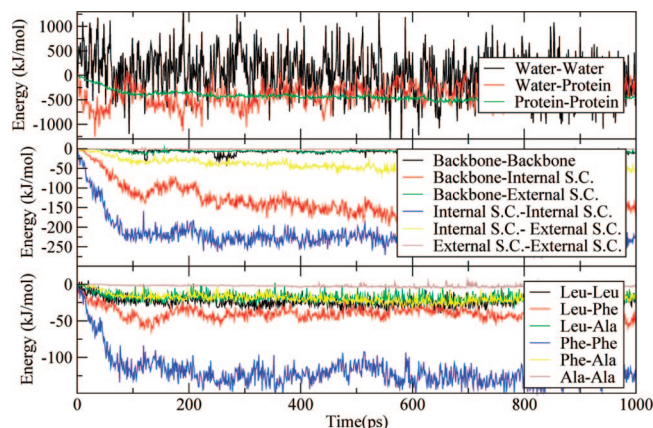 Energy (kJ/mol)
1000
500
0
-500
-1000
Water-Water
Water-Protein
Protein-Protein
Energy (kJ/mol)
0
-50
-100
-150
-200
-250
Backbone-Backbone
Backbone-Internal S.C.
Backbone-External S.C.
Internal S.C.-Internal S.C.
Internal S.C.- External S.C.
External S.C.-External S.C.
Energy (kJ/mol)
0
-50
-100
Leu-Leu
Leu-Phe
Leu-Ala
Phe-Phe
Phe-Ala
Ala-Ala
0 200 400 600 800 1000
Time(ps)